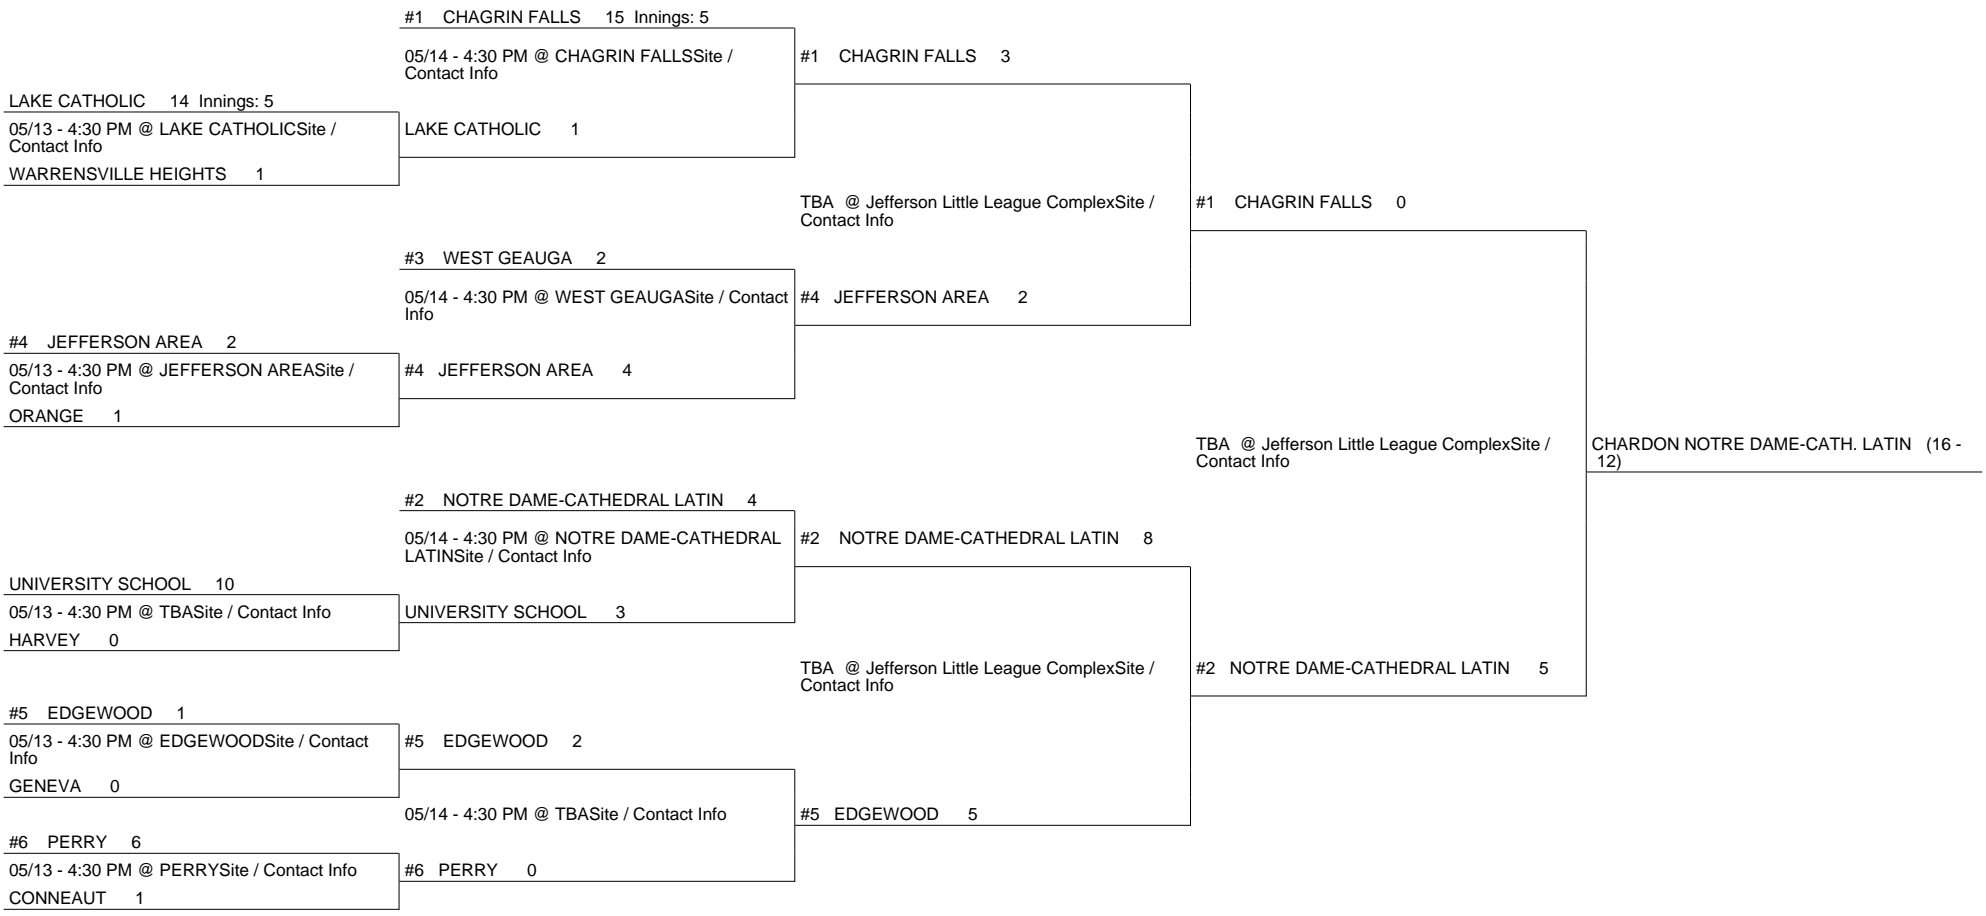 #1 CHAGRIN FALLS 15 Innings: 5
05/14 - 4:30 PM @ CHAGRIN FALLSSite /
Contact Info
#1 CHAGRIN FALLS 3
LAKE CATHOLIC 14 Innings: 5
05/13 - 4:30 PM @ LAKE CATHOLICSite /
Contact Info
LAKE CATHOLIC 1
WARRENSVILLE HEIGHTS 1
TBA @ Jefferson Little League ComplexSite /
Contact Info
#1 CHAGRIN FALLS 0
#3 WEST GEAUGA 2
05/14 - 4:30 PM @ WEST GEAUGASite / Contact
Info
#4 JEFFERSON AREA 2
#4 JEFFERSON AREA 2
05/13 - 4:30 PM @ JEFFERSON AREASite /
Contact Info
#4 JEFFERSON AREA 4
ORANGE 1
TBA @ Jefferson Little League ComplexSite /
Contact Info
CHARDON NOTRE DAME-CATH. LATIN (16 -
12)
#2 NOTRE DAME-CATHEDRAL LATIN 4
05/14 - 4:30 PM @ NOTRE DAME-CATHEDRAL
LATINSite / Contact Info
#2 NOTRE DAME-CATHEDRAL LATIN 8
UNIVERSITY SCHOOL 10
05/13 - 4:30 PM @ TBASite / Contact Info
UNIVERSITY SCHOOL 3
HARVEY 0
TBA @ Jefferson Little League ComplexSite /
Contact Info
#2 NOTRE DAME-CATHEDRAL LATIN 5
#5 EDGEWOOD 1
05/13 - 4:30 PM @ EDGEWOODSite / Contact
Info
#5 EDGEWOOD 2
GENEVA 0
05/14 - 4:30 PM @ TBASite / Contact Info
#5 EDGEWOOD 5
#6 PERRY 6
05/13 - 4:30 PM @ PERRYSite / Contact Info
#6 PERRY 0
CONNEAUT 1